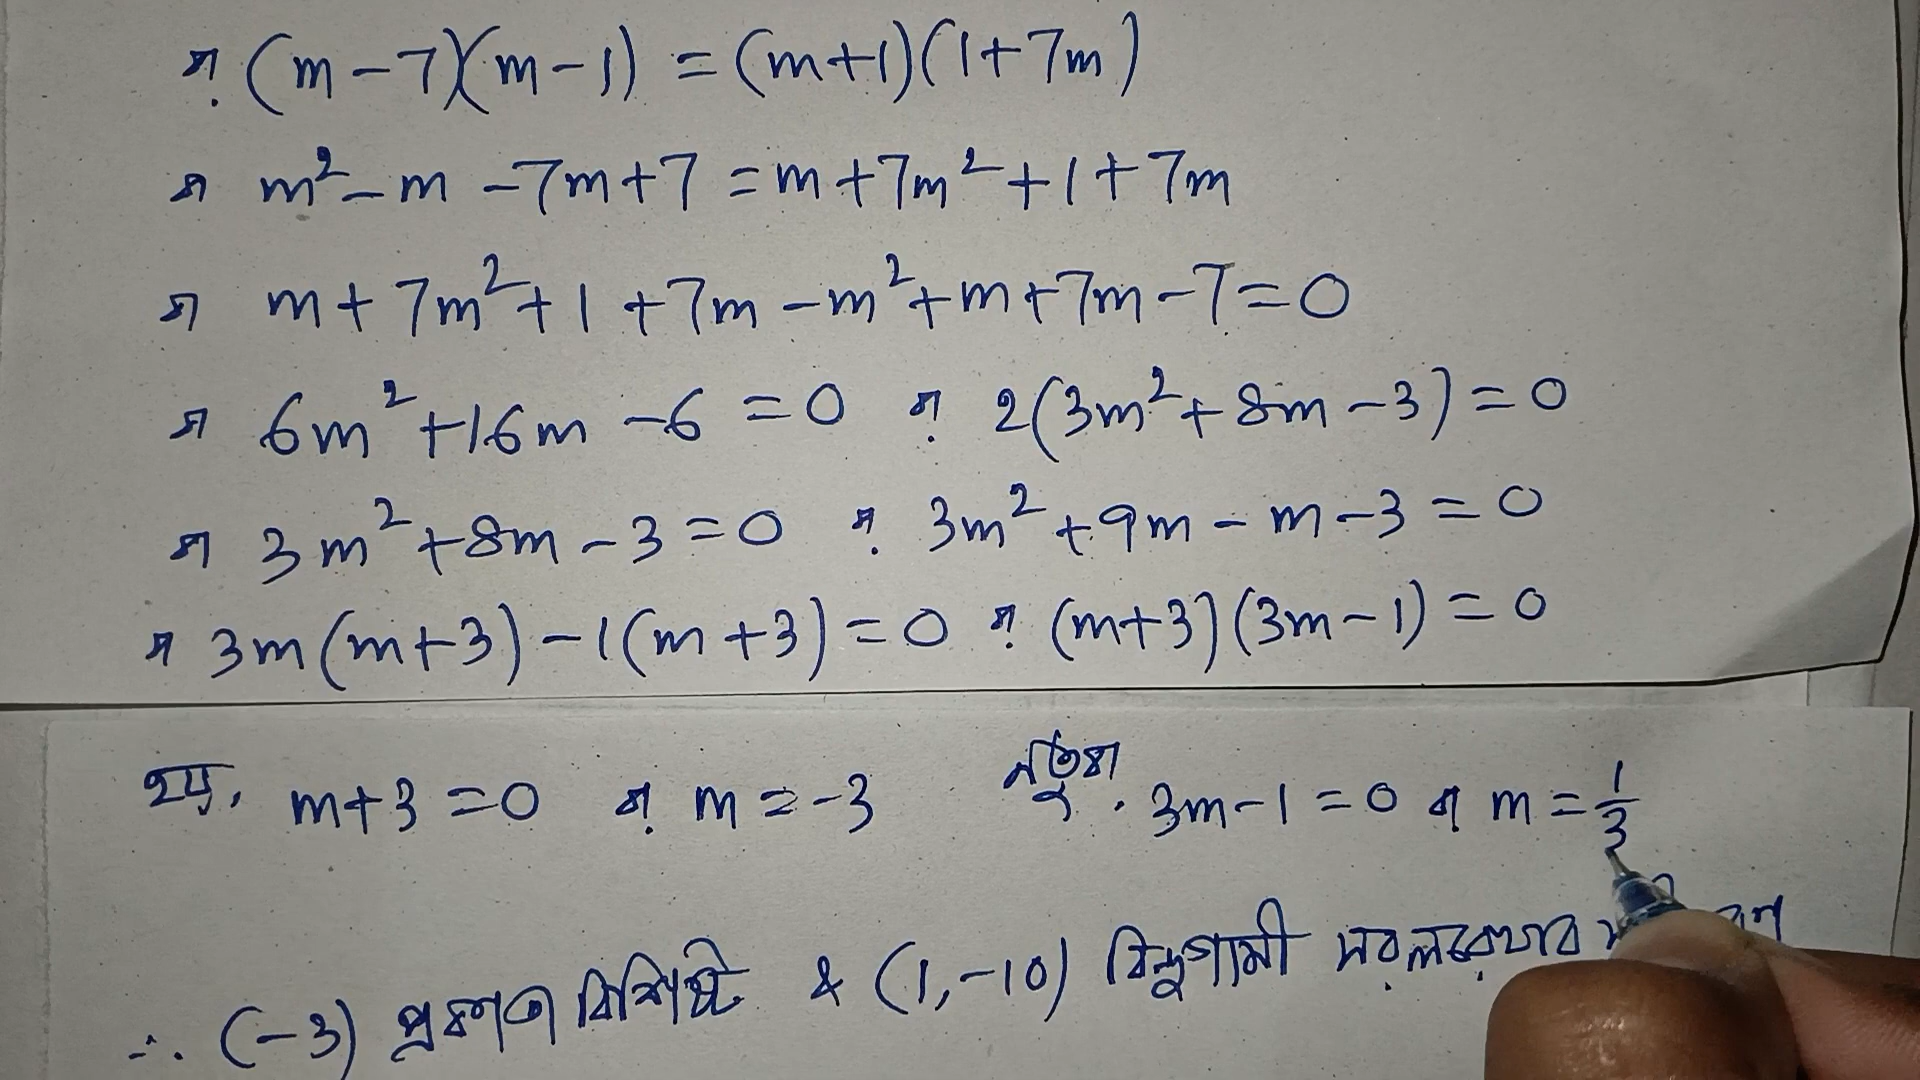 বা (m-7)(m-1) = (m+1)(1+7m)
বা m²-m-7m+7 = m+7m²+1+7m
বা m+7m²+1+7m-m²+m+7m-7=0
বা 6m²+16m-6=0 বা 2(3m²+8m-3)=0
বা 3m²+8m-3=0 বা 3m²+9m-m-3=0
বা 3m(m+3)-1(m+3)=0 বা (m+3)(3m-1)=0
হয়, m+3=0 বা m=-3 নতুবা, 3m-1=0 বা m=1/3
∴ (-3) প্রবণতা বিশিষ্ট & (1,-10) বিন্দুগামী সরলরেখার